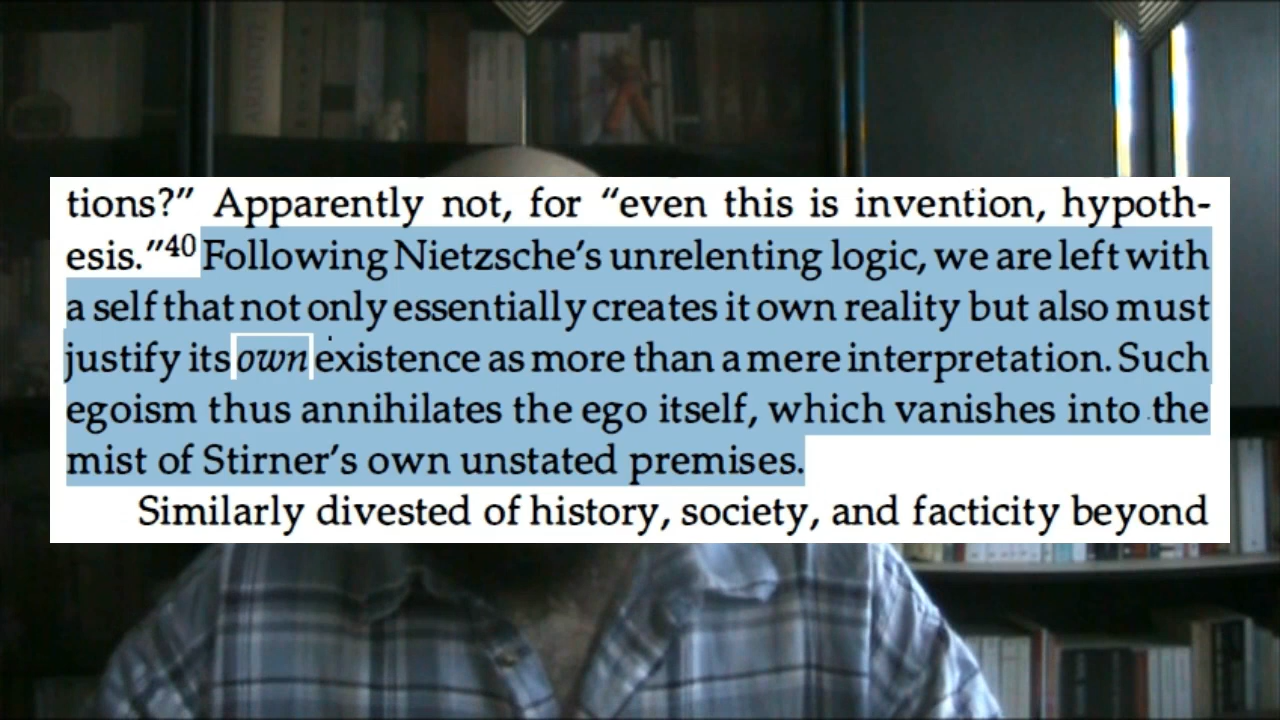 tions?” Apparently not, for “even this is invention, hypoth-
esis.”40 Following Nietzsche’s unrelenting logic, we are left with
a self that not only essentially creates it own reality but also must
justify its own existence as more than a mere interpretation. Such
egoism thus annihilates the ego itself, which vanishes into the
mist of Stirner’s own unstated premises.
Similarly divested of history, society, and facticity beyond